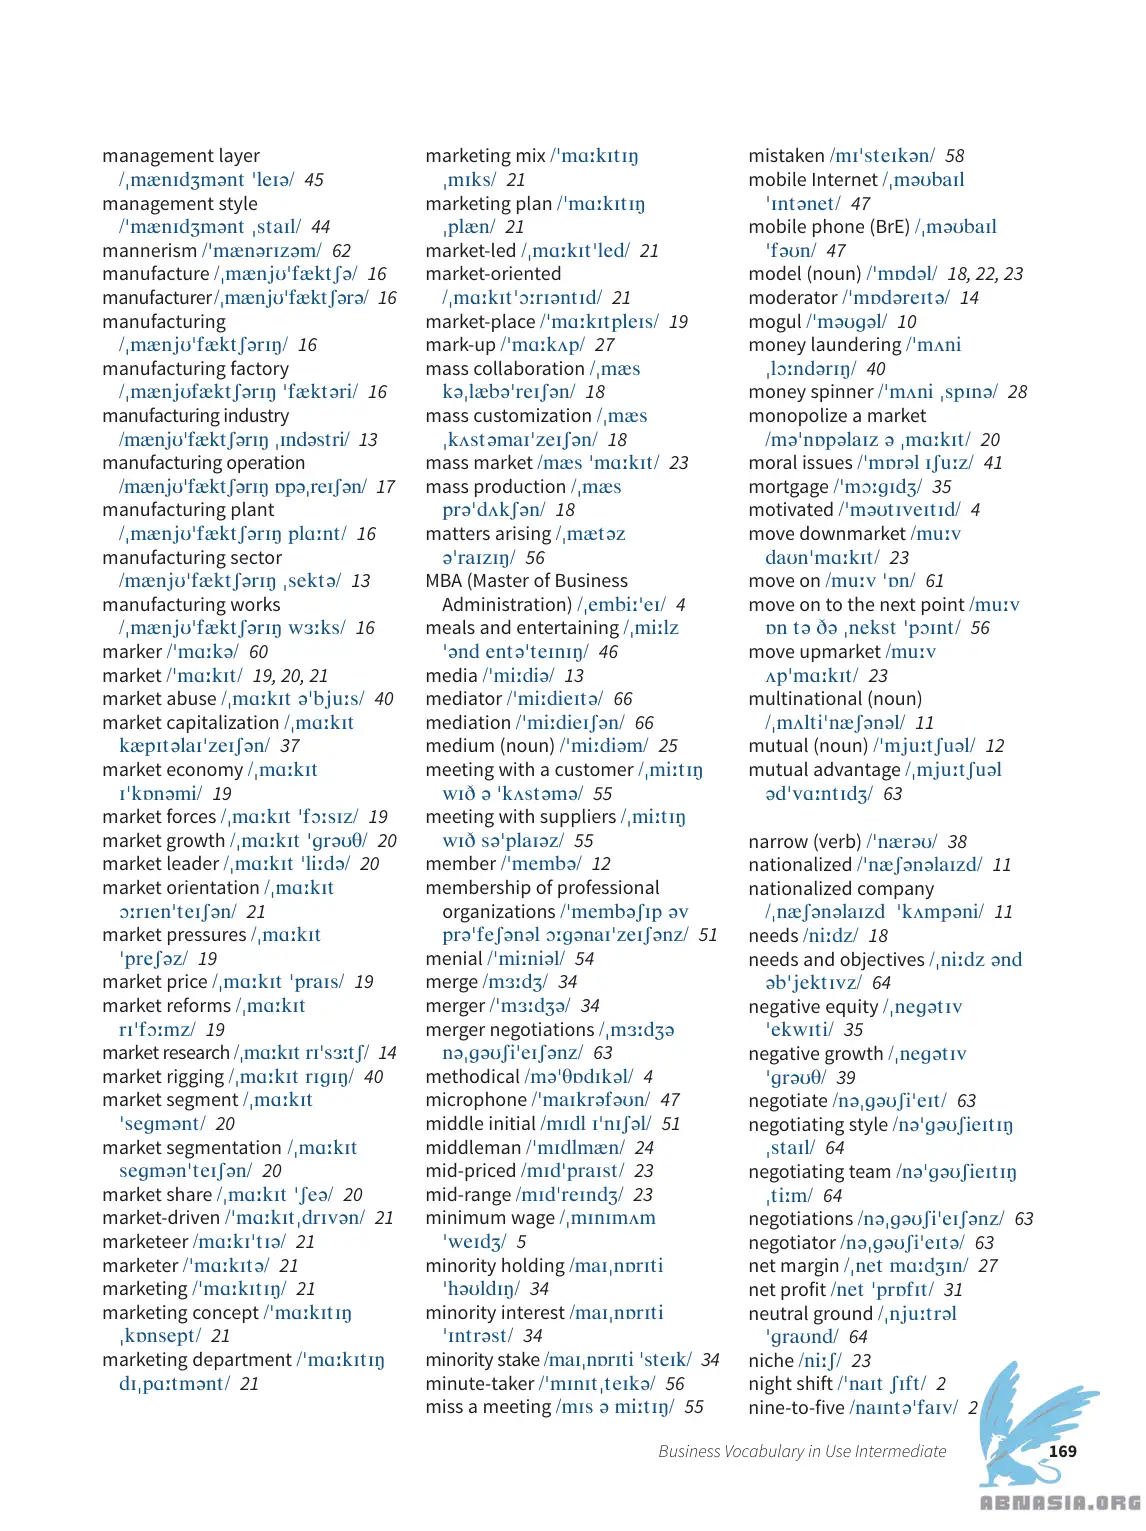 management layer
/ˌmænɪdʒmənt ˈleɪə/ 45
management style
/ˈmænɪdʒmənt ˌstaɪl/ 44
mannerism /ˈmænərɪzəm/ 62
manufacture /ˌmænjʊˈfæktʃə/ 16
manufacturer /ˌmænjʊˈfæktʃərə/ 16
manufacturing
/ˌmænjʊˈfæktʃərɪŋ/ 16
manufacturing factory
/ˌmænjʊfæktʃərɪŋ ˈfæktəri/ 16
manufacturing industry
/mænjʊˈfæktʃərɪŋ ˌɪndəstri/ 13
manufacturing operation
/mænjʊˈfæktʃərɪŋ ɒpəˌreɪʃən/ 17
manufacturing plant
/ˌmænjʊˈfæktʃərɪŋ plɑːnt/ 16
manufacturing sector
/mænjʊˈfæktʃərɪŋ ˌsektə/ 13
manufacturing works
/ˌmænjʊˈfæktʃərɪŋ wɜːks/ 16
marker /ˈmɑːkə/ 60
market /ˈmɑːkɪt/ 19, 20, 21
market abuse /ˌmɑːkɪt əˈbjuːs/ 40
market capitalization /ˌmɑːkɪt
kæpɪtəlaɪˈzeɪʃən/ 37
market economy /ˌmɑːkɪt
ɪˈkɒnəmi/ 19
market forces /ˌmɑːkɪt ˈfɔːsɪz/ 19
market growth /ˌmɑːkɪt ˈgrəʊθ/ 20
market leader /ˌmɑːkɪt ˈliːdə/ 20
market orientation /ˌmɑːkɪt
ɔːrɪenˈteɪʃən/ 21
market pressures /ˌmɑːkɪt
ˈpreʃəz/ 19
market price /ˌmɑːkɪt ˈpraɪs/ 19
market reforms /ˌmɑːkɪt
rɪˈfɔːmz/ 19
market research /ˌmɑːkɪt rɪˈsɜːtʃ/ 14
market rigging /ˌmɑːkɪt rɪgɪŋ/ 40
market segment /ˌmɑːkɪt
ˈsegmənt/ 20
market segmentation /ˌmɑːkɪt
segmənˈteɪʃən/ 20
market share /ˌmɑːkɪt ˈʃeə/ 20
market-driven /ˈmɑːkɪtˌdrɪvən/ 21
marketeer /mɑːkɪˈtɪə/ 21
marketer /ˈmɑːkɪtə/ 21
marketing /ˈmɑːkɪtɪŋ/ 21
marketing concept /ˈmɑːkɪtɪŋ
ˌkɒnsept/ 21
marketing department /ˈmɑːkɪtɪŋ
dɪˌpɑːtmənt/ 21
marketing mix /ˈmɑːkɪtɪŋ
ˌmɪks/ 21
marketing plan /ˈmɑːkɪtɪŋ
ˌplæn/ 21
market-led /ˌmɑːkɪtˈled/ 21
market-oriented
/ˌmɑːkɪtˈɔːrɪəntɪd/ 21
market-place /ˈmɑːkɪtpleɪs/ 19
mark-up /ˈmɑːkʌp/ 27
mass collaboration /ˌmæs
kəˌlæbəˈreɪʃən/ 18
mass customization /ˌmæs
ˌkʌstəmaɪˈzeɪʃən/ 18
mass market /mæs ˈmɑːkɪt/ 23
mass production /ˌmæs
prəˈdʌkʃən/ 18
matters arising /ˌmætəz
əˈraɪzɪŋ/ 56
MBA (Master of Business
Administration) /ˌembiːˈeɪ/ 4
meals and entertaining /ˌmiːlz
ˈənd entəˈteɪnɪŋ/ 46
media /ˈmiːdiə/ 13
mediator /ˈmiːdieɪtə/ 66
mediation /ˈmiːdieɪʃən/ 66
medium (noun) /ˈmiːdiəm/ 25
meeting with a customer /ˌmiːtɪŋ
wɪð ə ˈkʌstəmə/ 55
meeting with suppliers /ˌmiːtɪŋ
wɪð səˈplaɪəz/ 55
member /ˈmembə/ 12
membership of professional
organizations /ˈmembəʃɪp əv
prəˈfeʃənəl ɔːgənaɪˈzeɪʃənz/ 51
menial /ˈmiːniəl/ 54
merge /mɜːdʒ/ 34
merger /ˈmɜːdʒə/ 34
merger negotiations /ˌmɜːdʒə
nəˌgəʊʃiˈeɪʃənz/ 63
methodical /məˈθɒdɪkəl/ 4
microphone /ˈmaɪkrəfəʊn/ 47
middle initial /mɪdl ɪˈnɪʃəl/ 51
middleman /ˈmɪdlmæn/ 24
mid-priced /mɪdˈpraɪst/ 23
mid-range /mɪdˈreɪndʒ/ 23
minimum wage /ˌmɪnɪmʌm
ˈweɪdʒ/ 5
minority holding /maɪˌnɒrɪti
ˈhəʊldɪŋ/ 34
minority interest /maɪˌnɒrɪti
ˈɪntrəst/ 34
minority stake /maɪˌnɒrɪti ˈsteɪk/ 34
minute-taker /ˈmɪnɪtˌteɪkə/ 56
miss a meeting /mɪs ə miːtɪŋ/ 55
mistaken /mɪˈsteɪkən/ 58
mobile Internet /ˌməʊbaɪl
ˈɪntənet/ 47
mobile phone (BrE) /ˌməʊbaɪl
ˈfəʊn/ 47
model (noun) /ˈmɒdəl/ 18, 22, 23
moderator /ˈmɒdəreɪtə/ 14
mogul /ˈməʊgəl/ 10
money laundering /ˈmʌni
ˌlɔːndərɪŋ/ 40
money spinner /ˈmʌni ˌspɪnə/ 28
monopolize a market
/məˈnɒpəlaɪz ə ˌmɑːkɪt/ 20
moral issues /ˈmɒrəl ɪʃuːz/ 41
mortgage /ˈmɔːgɪdʒ/ 35
motivated /ˈməʊtɪveɪtɪd/ 4
move downmarket /muːv
daʊnˈmɑːkɪt/ 23
move on /muːv ˈɒn/ 61
move on to the next point /muːv
ɒn tə ðə ˌnekst ˈpɔɪnt/ 56
move upmarket /muːv
ʌpˈmɑːkɪt/ 23
multinational (noun)
/ˌmʌltiˈnæʃənəl/ 11
mutual (noun) /ˈmjuːtʃuəl/ 12
mutual advantage /ˌmjuːtʃuəl
ədˈvɑːntɪdʒ/ 63
narrow (verb) /ˈnærəʊ/ 38
nationalized /ˈnæʃənəlaɪzd/ 11
nationalized company
/ˌnæʃənəlaɪzd ˈkʌmpəni/ 11
needs /niːdz/ 18
needs and objectives /ˌniːdz ənd
əbˈjektɪvz/ 64
negative equity /ˌnegətɪv
ˈekwɪti/ 35
negative growth /ˌnegətɪv
ˈgrəʊθ/ 39
negotiate /nəˌgəʊʃiˈeɪt/ 63
negotiating style /nəˈgəʊʃieɪtɪŋ
ˌstaɪl/ 64
negotiating team /nəˈgəʊʃieɪtɪŋ
ˌtiːm/ 64
negotiations /nəˌgəʊʃiˈeɪʃənz/ 63
negotiator /nəˌgəʊʃiˈeɪtə/ 63
net margin /ˌnet mɑːdʒɪn/ 27
net profit /net ˈprɒfɪt/ 31
neutral ground /ˌnjuːtrəl
ˈgraʊnd/ 64
niche /niːʃ/ 23
night shift /ˈnaɪt ʃɪft/ 2
nine-to-five /naɪntəˈfaɪv/ 2
Business Vocabulary in Use Intermediate 169
ABNASIA.ORG